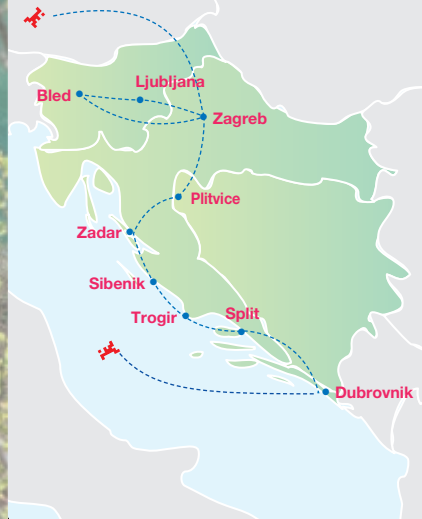 Ljubljana
Bled
Zagreb
Plitvice
Zadar
Sibenik
Split
Trogir
Dubrovnik